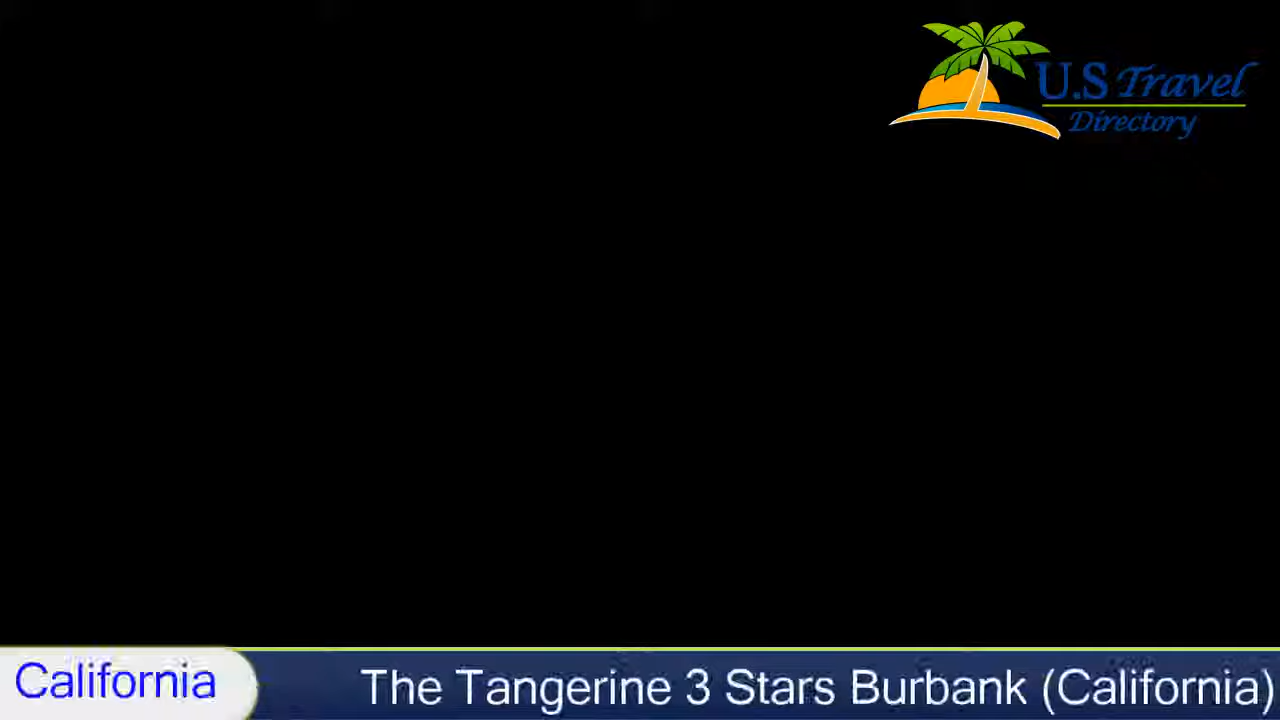 U.S Travel
Directory
California
The Tangerine 3 Stars Burbank (California)